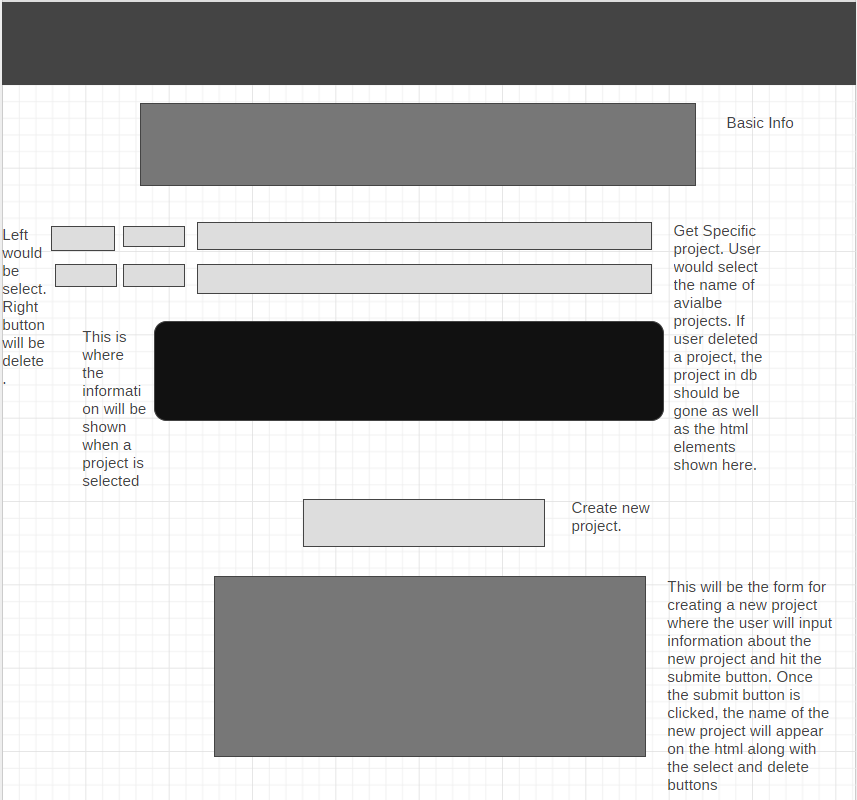 Basic Info
Left
would
be
select.
Right
button
will be
delete
.
Get Specific
project. User
would select
the name of
avialbe
projects. If
user deleted
a project, the
project in db
should be
gone as well
as the html
elements
shown here.
This is
where
the
informati
on will be
shown
when a
project is
selected
Create new
project.
This will be the form for
creating a new project
where the user will input
information about the
new project and hit the
submite button. Once
the submit button is
clicked, the name of the
new project will appear
on the html along with
the select and delete
buttons